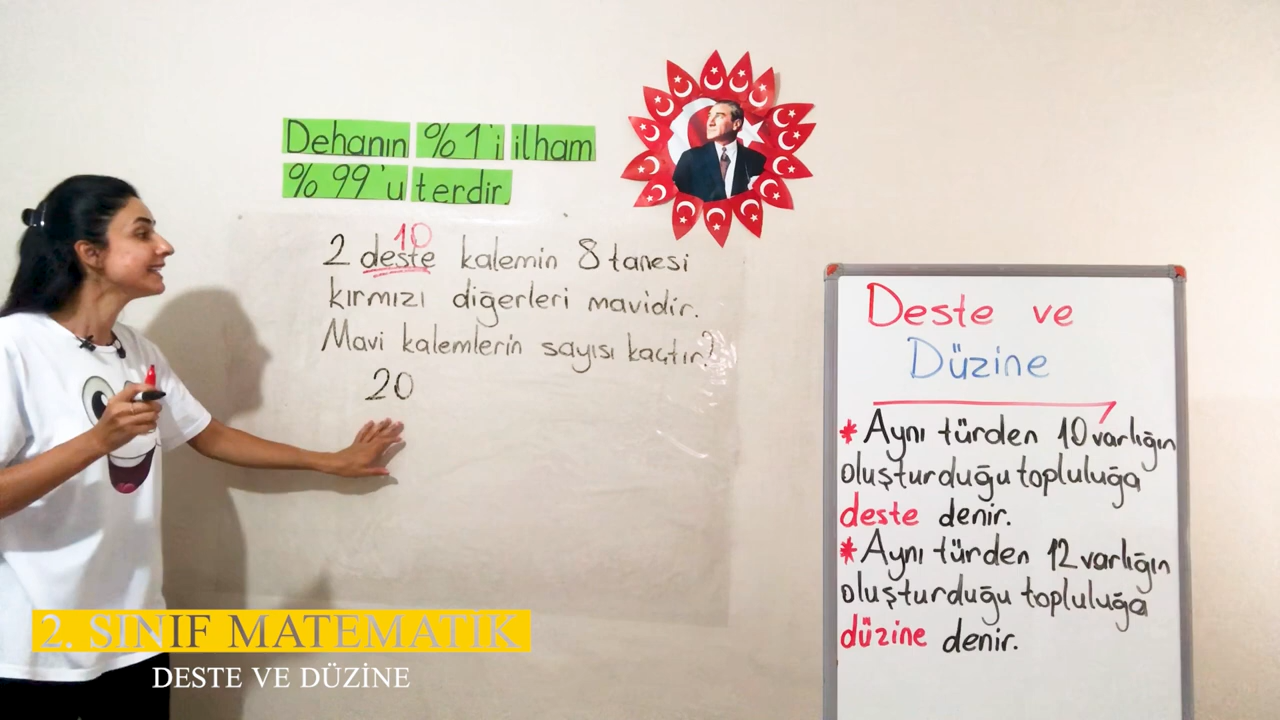 Dehanın %1'i ilham
%99'u terdir.
10
2 deste kalemin 8 tanesi
kırmızı diğerleri mavidir.
Mavi kalemlerin sayısı kaçtır?
20
Deste ve
Düzine
* Aynı türden 10 varlığın
oluşturduğu topluluğa
deste denir.
* Aynı türden 12 varlığın
oluşturduğu topluluğa
düzine denir.
2. SINIF MATEMATİK
DESTE VE DÜZİNE